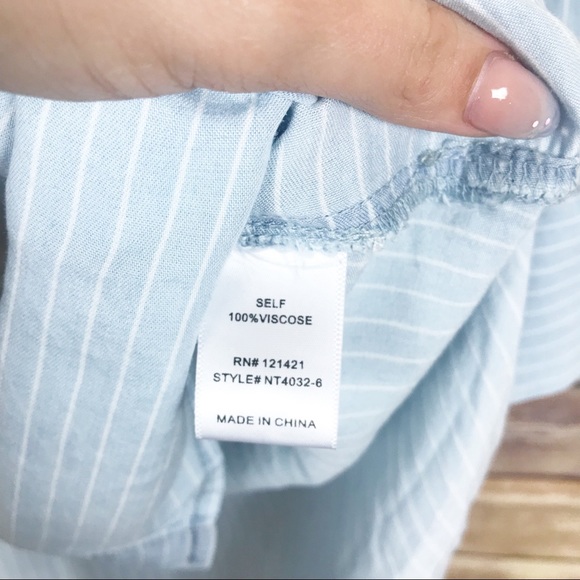 SELF
100%VISCOSE
RN# 121421
STYLE# NT4032-6
MADE IN CHINA